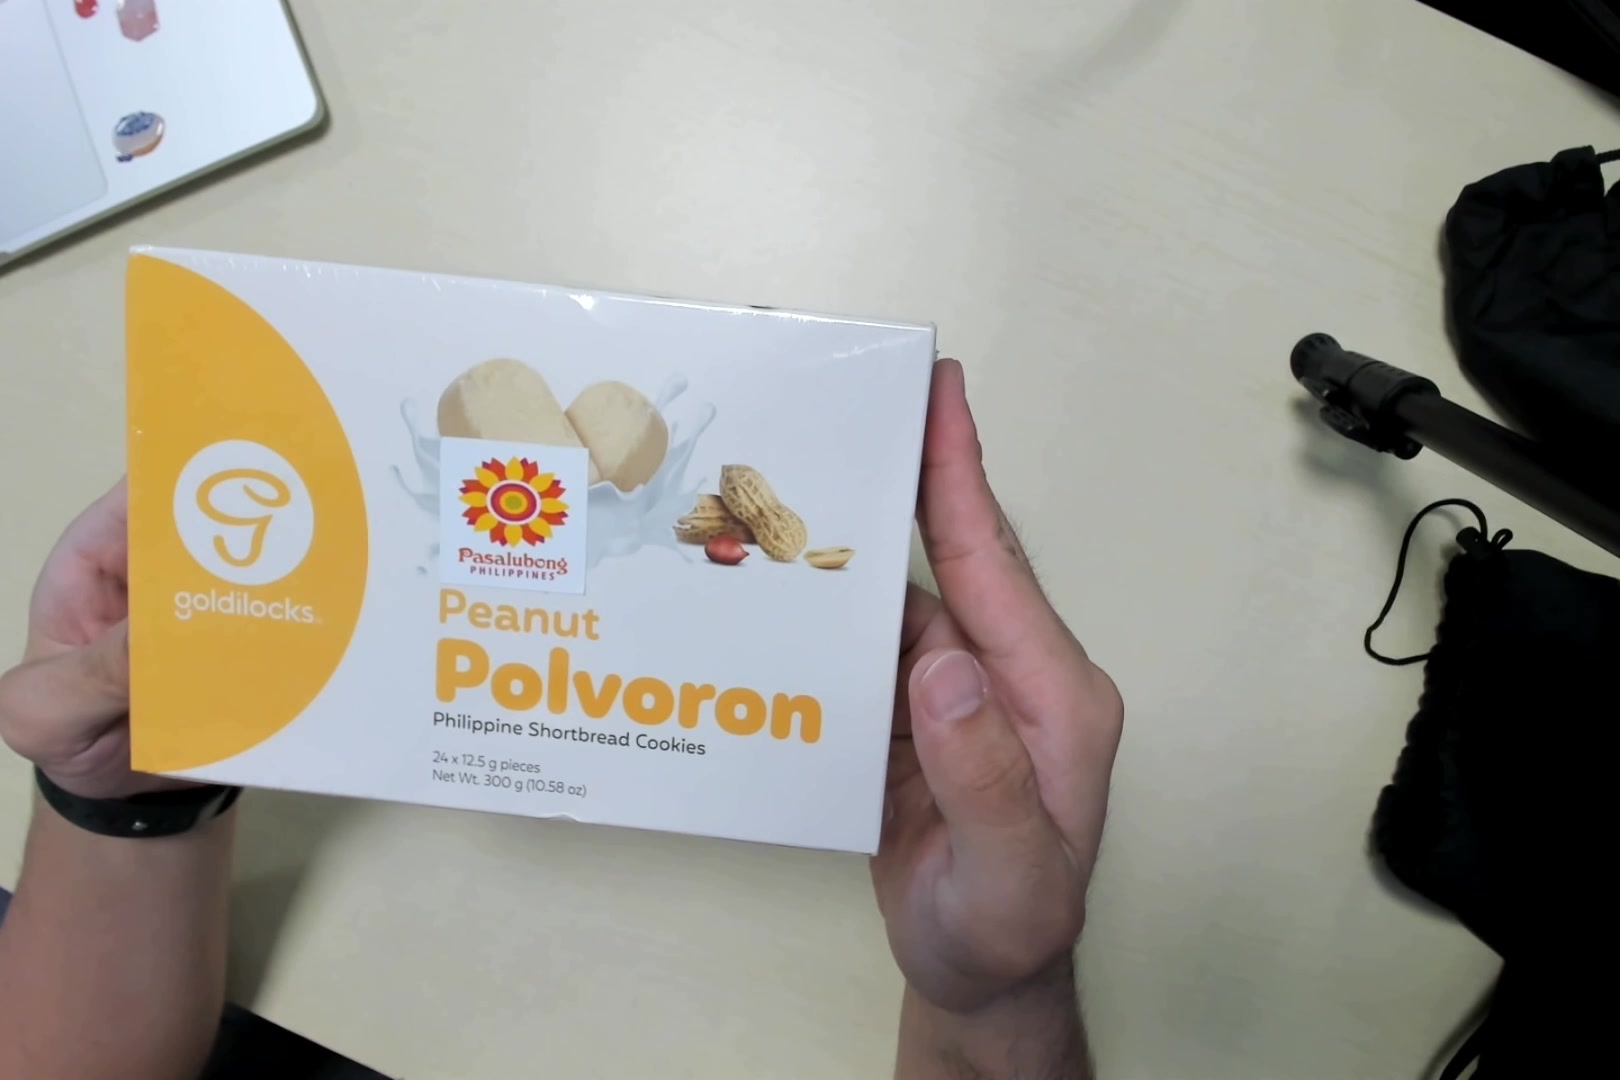 goldilocks
Pasalubong
PHILIPPINES
Peanut
Polvoron
Philippine Shortbread Cookies
24 x 12.5 g pieces
Net Wt. 300 g (10.58 oz)